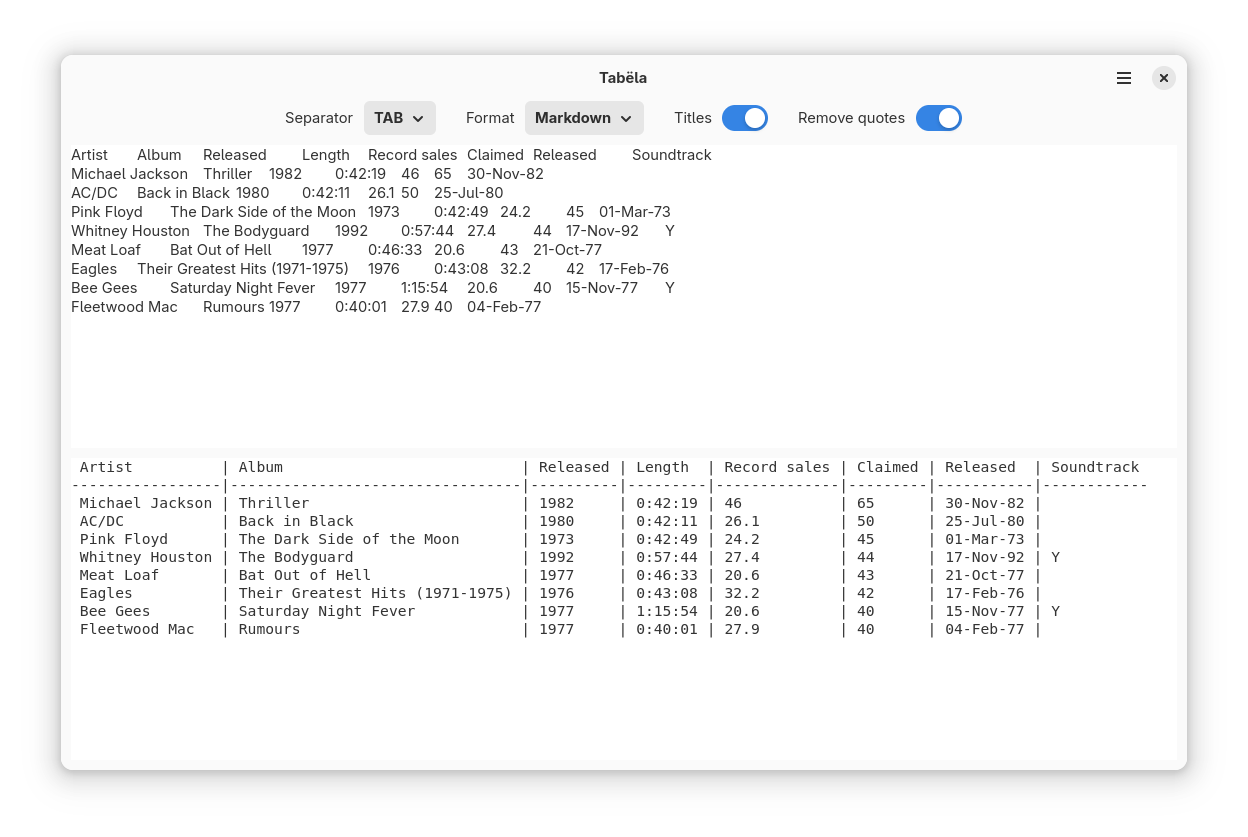 Tabëla
Separator TAB Format Markdown Titles Remove quotes
Artist	Album	Released	Length	Record sales	Claimed	Released	Soundtrack
Michael Jackson	Thriller	1982	0:42:19	46	65	30-Nov-82
AC/DC	Back in Black	1980	0:42:11	26.1	50	25-Jul-80
Pink Floyd	The Dark Side of the Moon	1973	0:42:49	24.2	45	01-Mar-73
Whitney Houston	The Bodyguard	1992	0:57:44	27.4	44	17-Nov-92	Y
Meat Loaf	Bat Out of Hell	1977	0:46:33	20.6	43	21-Oct-77
Eagles	Their Greatest Hits (1971-1975)	1976	0:43:08	32.2	42	17-Feb-76
Bee Gees	Saturday Night Fever	1977	1:15:54	20.6	40	15-Nov-77	Y
Fleetwood Mac	Rumours	1977	0:40:01	27.9	40	04-Feb-77
 Artist          | Album                           | Released | Length  | Record sales | Claimed | Released  | Soundtrack
-----------------|---------------------------------|----------|---------|--------------|---------|-----------|------------
 Michael Jackson | Thriller                        | 1982     | 0:42:19 | 46           | 65      | 30-Nov-82 |
 AC/DC           | Back in Black                   | 1980     | 0:42:11 | 26.1         | 50      | 25-Jul-80 |
 Pink Floyd      | The Dark Side of the Moon       | 1973     | 0:42:49 | 24.2         | 45      | 01-Mar-73 |
 Whitney Houston | The Bodyguard                   | 1992     | 0:57:44 | 27.4         | 44      | 17-Nov-92 | Y
 Meat Loaf       | Bat Out of Hell                 | 1977     | 0:46:33 | 20.6         | 43      | 21-Oct-77 |
 Eagles          | Their Greatest Hits (1971-1975) | 1976     | 0:43:08 | 32.2         | 42      | 17-Feb-76 |
 Bee Gees        | Saturday Night Fever            | 1977     | 1:15:54 | 20.6         | 40      | 15-Nov-77 | Y
 Fleetwood Mac   | Rumours                         | 1977     | 0:40:01 | 27.9         | 40      | 04-Feb-77 |